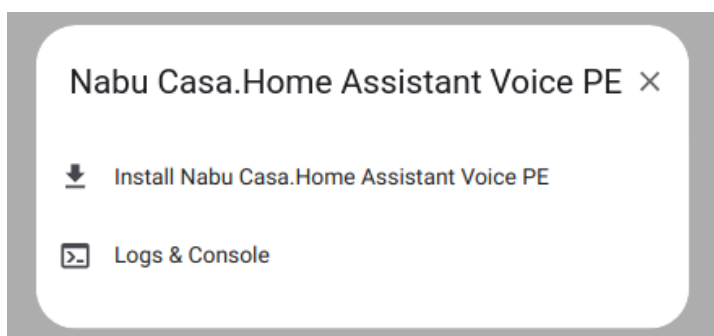 Nabu Casa.Home Assistant Voice PE
Install Nabu Casa.Home Assistant Voice PE
Logs & Console